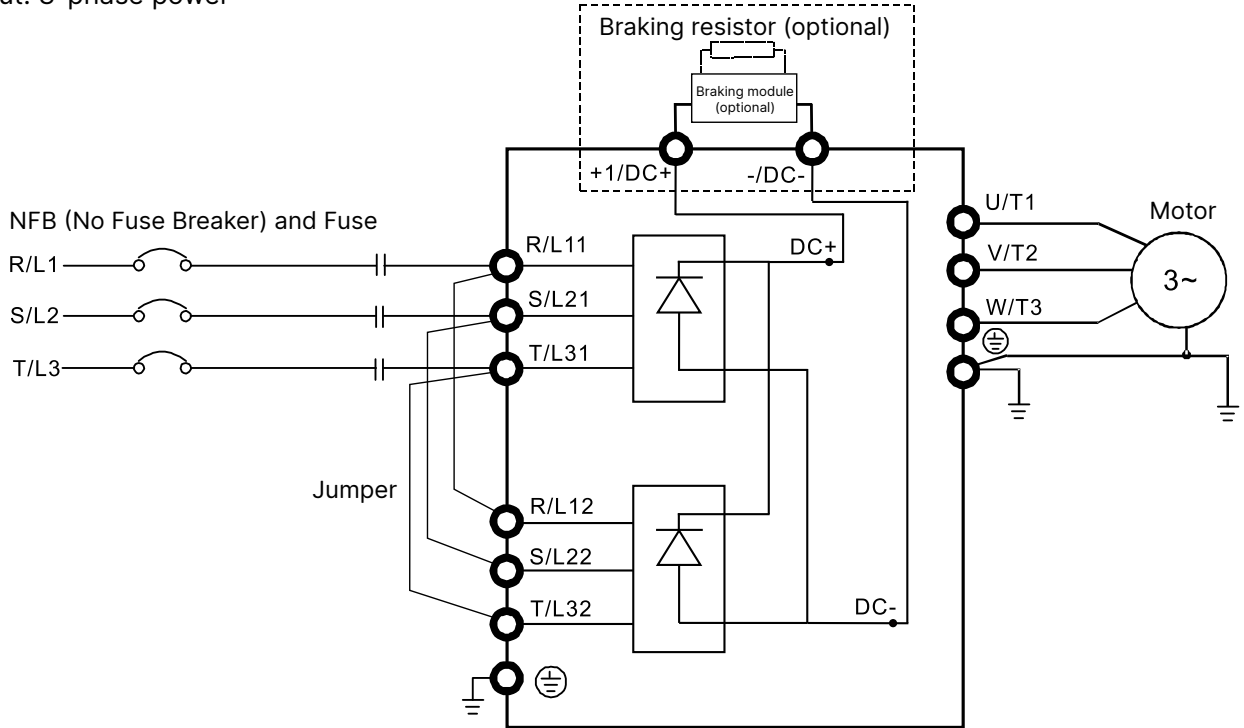 3-phase power
Braking resistor (optional)
Braking module
(optional)
+1/DC+
-/DC-
NFB (No Fuse Breaker) and Fuse
R/L1
S/L2
T/L3
R/L11
S/L21
T/L31
DC+
U/T1
V/T2
W/T3
Motor
3~
Jumper
R/L12
S/L22
T/L32
DC-